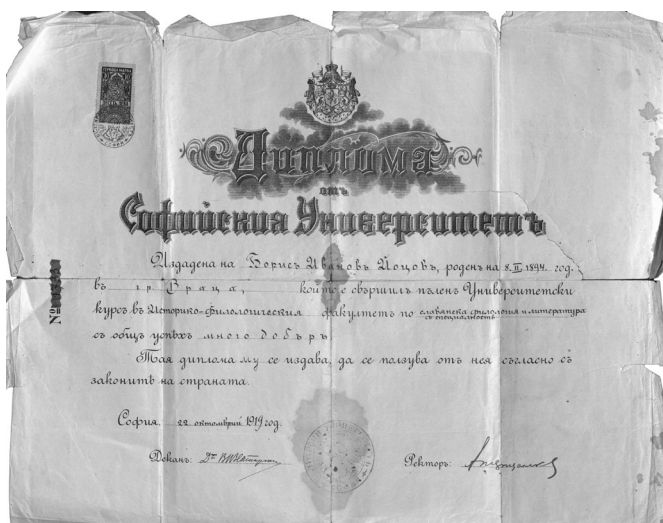 Диплома
отъ
Софийския Университетъ
Издадена на Борисъ Ивановъ Йоцовъ, роденъ на 8.II 1894. год.
въ гр. Враца, който е свършилъ пъленъ Университетски
курсъ въ Историко-филологическия факултетъ по славянска филология и литература
съ общъ успѣхъ много добъръ
Тая диплома му се издава, да се ползува отъ нея съгласно съ
законитѣ на страната.
София, 22 октомврий 1919 год.
Деканъ: Д-ръ
Ректоръ:
№